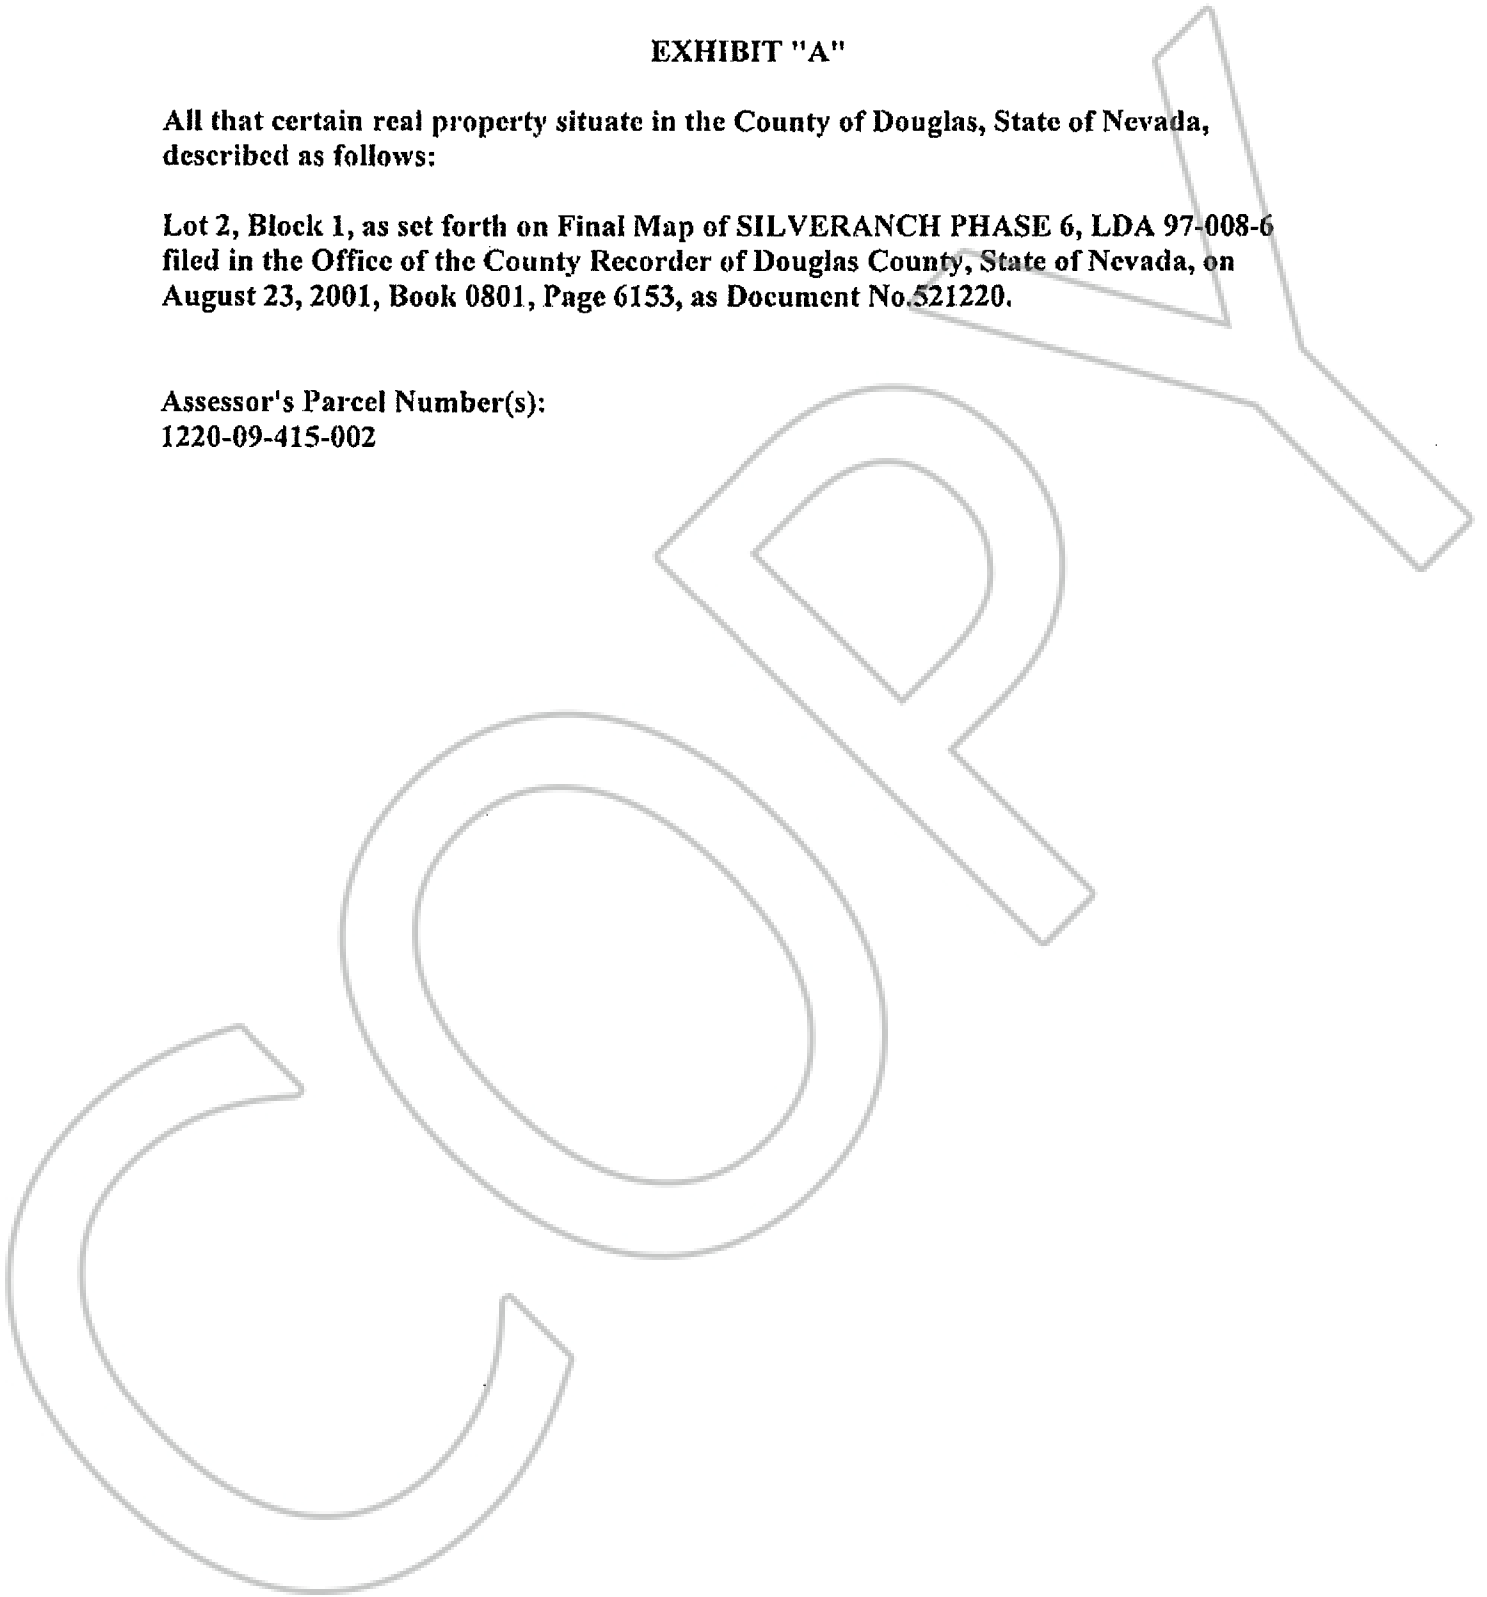 EXHIBIT "A"
All that certain real property situate in the County of Douglas, State of Nevada,
described as follows:
Lot 2, Block 1, as set forth on Final Map of SILVERANCH PHASE 6, LDA 97-008-6
filed in the Office of the County Recorder of Douglas County, State of Nevada, on
August 23, 2001, Book 0801, Page 6153, as Document No.521220.
Assessor's Parcel Number(s):
1220-09-415-002
COPY